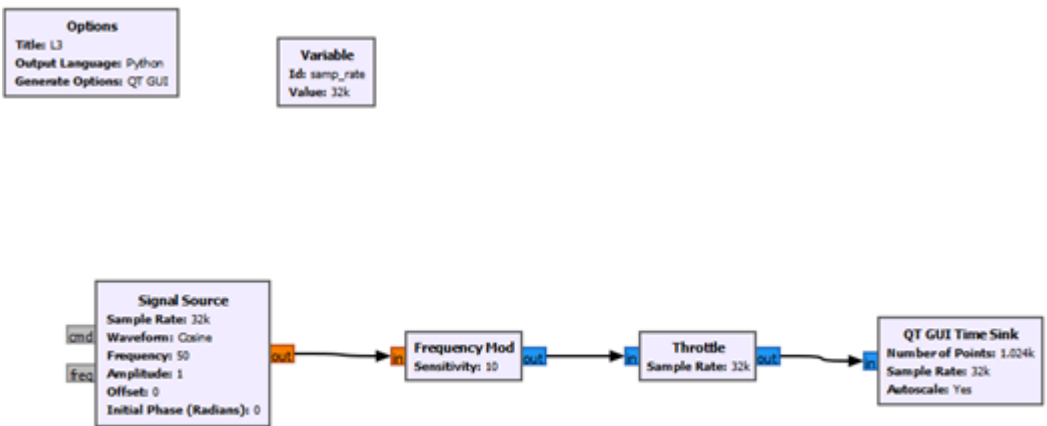 Options
Title: L3
Output Language: Python
Generate Options: QT GUI
Variable
Id: samp_rate
Value: 32k
Signal Source
Sample Rate: 32k
Waveform: Cosine
Frequency: 50
Amplitude: 1
Offset: 0
Initial Phase (Radians): 0
cmd
freq
out
in
Frequency Mod
Sensitivity: 10
out
in
Throttle
Sample Rate: 32k
out
in
QT GUI Time Sink
Number of Points: 1.024k
Sample Rate: 32k
Autoscale: Yes